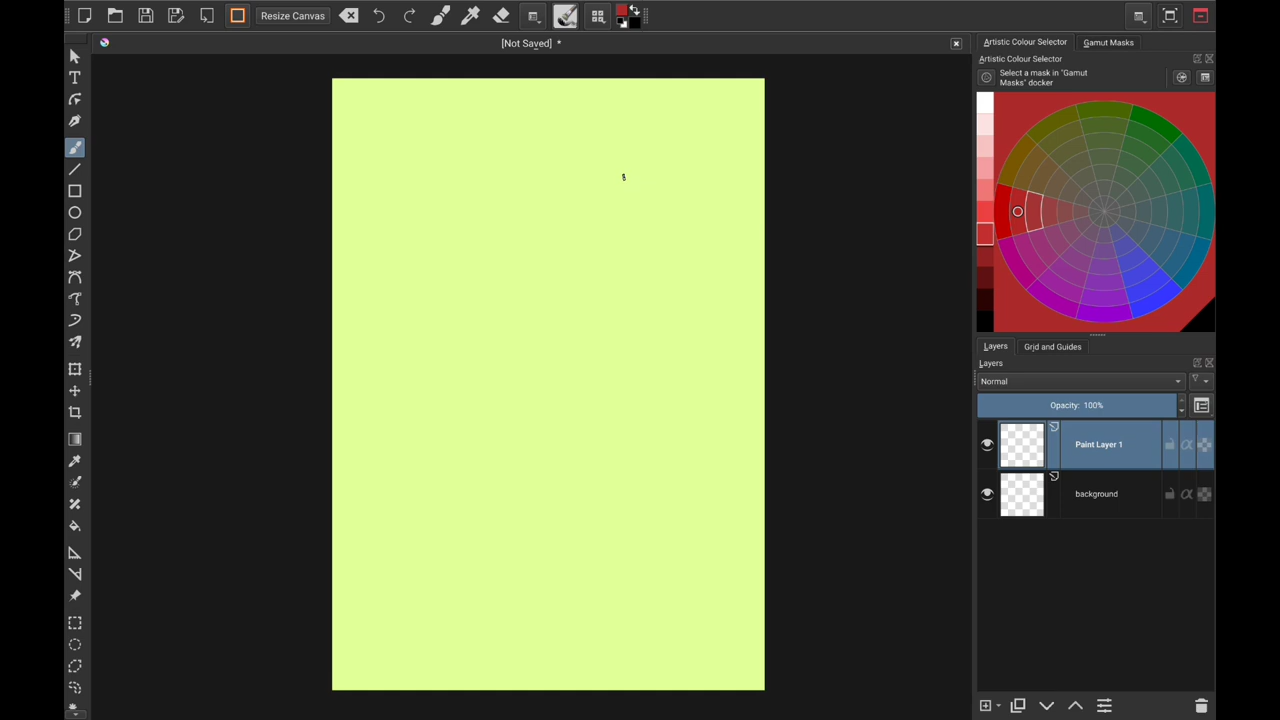 Resize Canvas
[Not Saved] *
Artistic Colour Selector
Gamut Masks
Artistic Colour Selector
Select a mask in "Gamut
Masks" docker
Layers
Grid and Guides
Layers
Normal
Opacity: 100%
Paint Layer 1
background